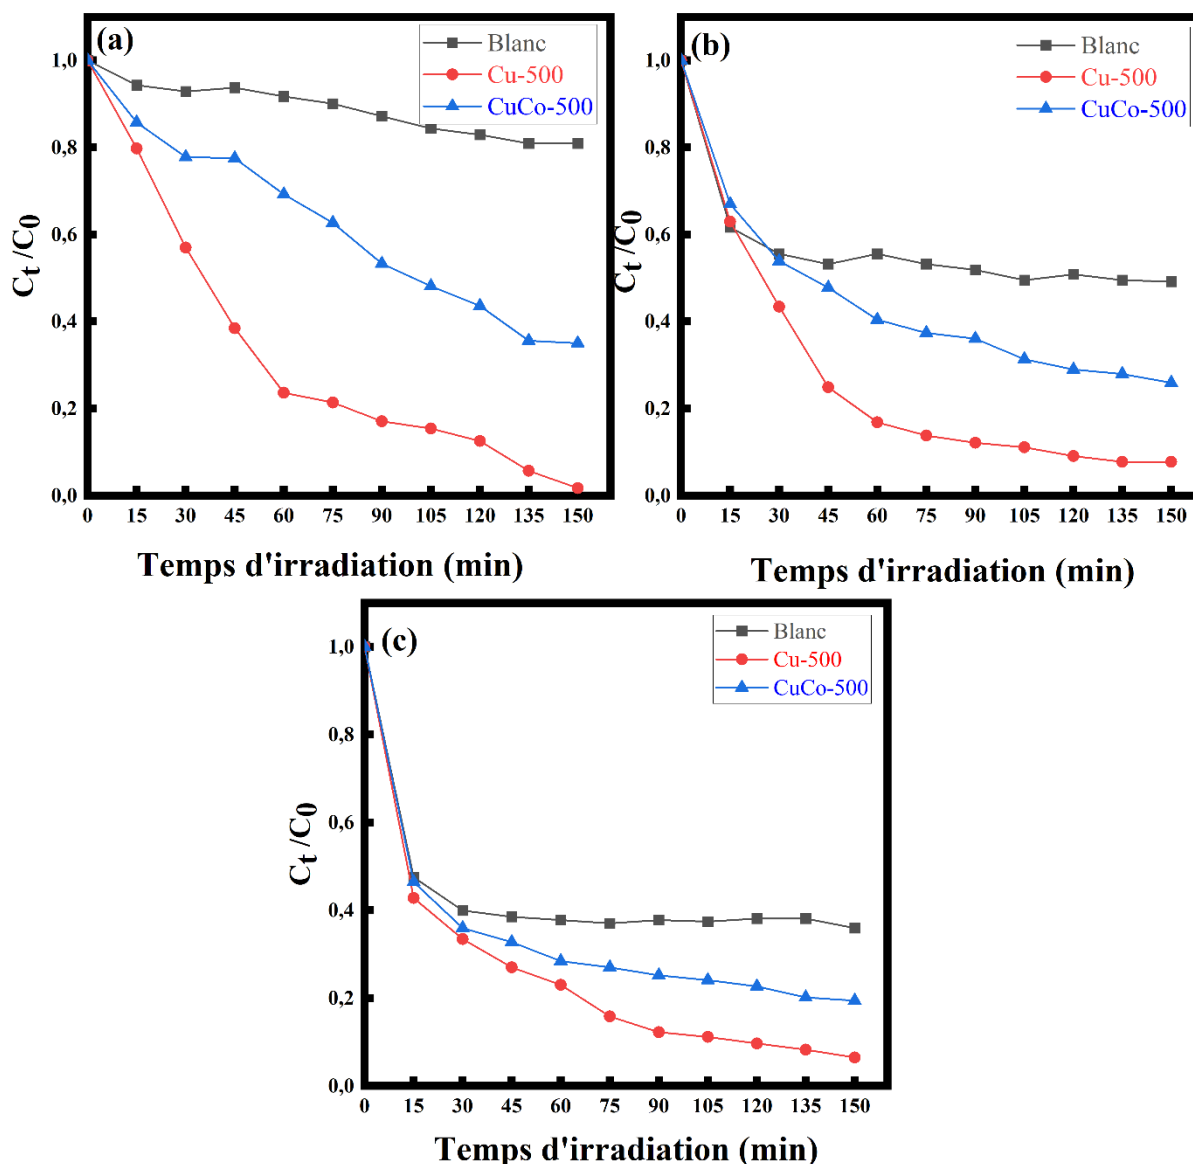 (a)
Blanc
Cu-500
CuCo-500
1,0
0,8
0,6
0,4
0,2
0,0
Ct /C0
0 15 30 45 60 75 90 105 120 135 150
Temps d'irradiation (min)
(b)
Blanc
Cu-500
CuCo-500
1,0
0,8
0,6
0,4
0,2
0,0
Ct /C0
0 15 30 45 60 75 90 105 120 135 150
Temps d'irradiation (min)
(c)
Blanc
Cu-500
CuCo-500
1,0
0,8
0,6
0,4
0,2
0,0
Ct /C0
0 15 30 45 60 75 90 105 120 135 150
Temps d'irradiation (min)